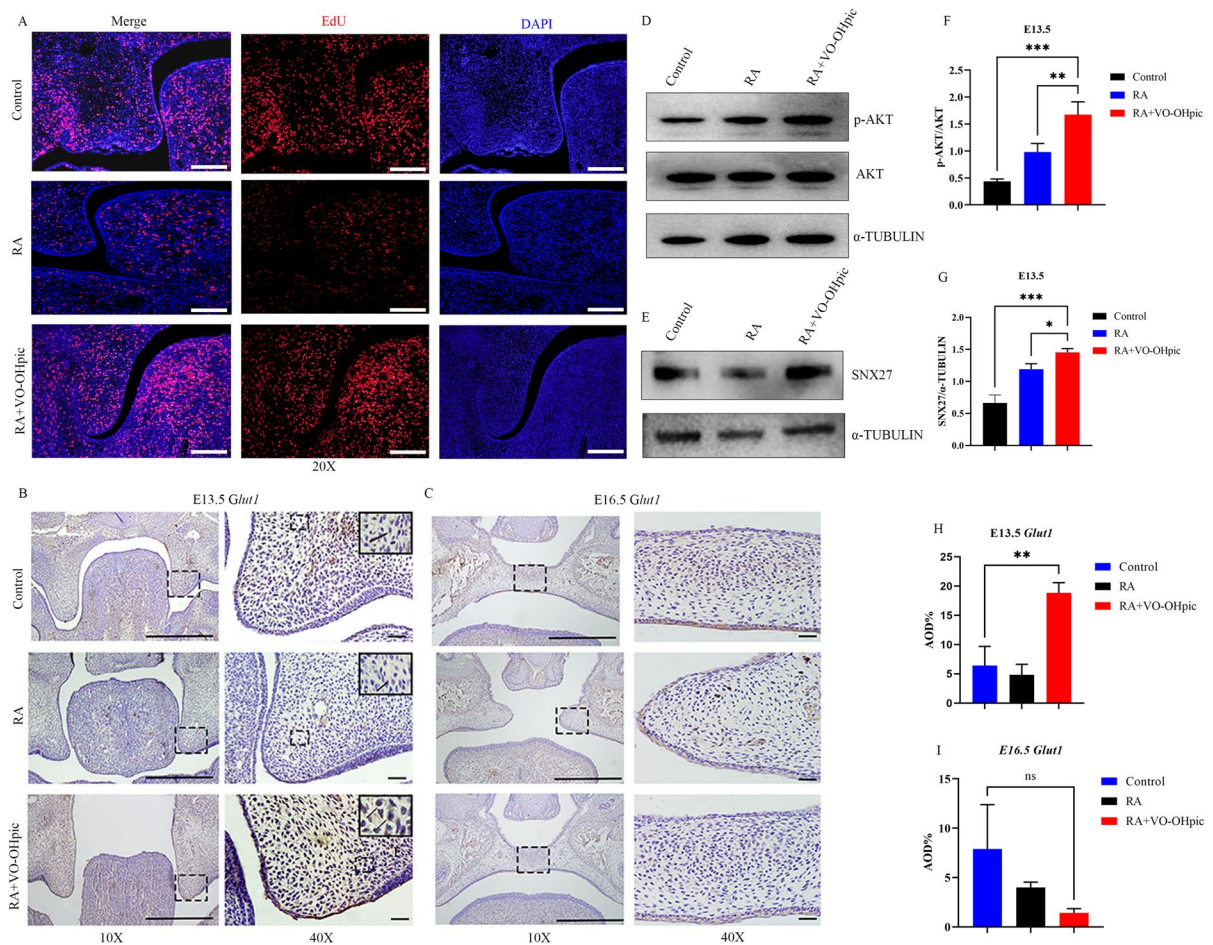 A
Merge
EdU
DAPI
Control
RA
RA+VO-OHpic
20X
B
E13.5 Glut1
Control
RA
RA+VO-OHpic
10X
40X
C
E16.5 Glut1
10X
40X
D
Control
RA
RA+VO-OHpic
p-AKT
AKT
α-TUBULIN
E
Control
RA
RA+VO-OHpic
SNX27
α-TUBULIN
F
E13.5
***
**
2.5
2.0
1.5
1.0
0.5
0.0
p-AKT/AKT
Control
RA
RA+VO-OHpic
G
E13.5
***
*
2.0
1.5
1.0
0.5
0.0
SNX27/α-TUBULIN
Control
RA
RA+VO-OHpic
H
E13.5 Glut1
**
25
20
15
10
5
0
AOD%
Control
RA
RA+VO-OHpic
I
E16.5 Glut1
ns
15
10
5
0
AOD%
Control
RA
RA+VO-OHpic